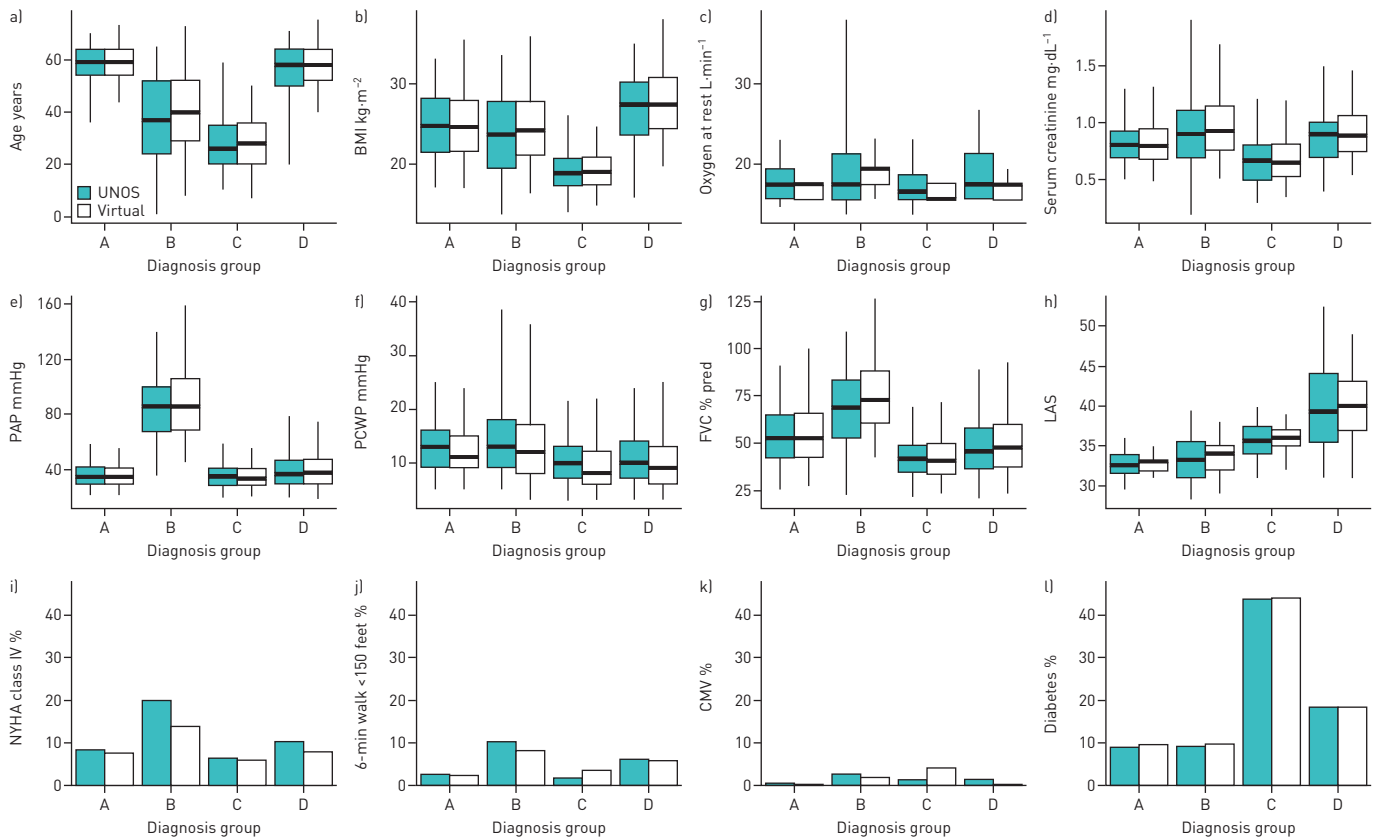 a)
Age years
60
40
20
0
UNOS
Virtual
A B C D
Diagnosis group
b)
BMI kg·m⁻²
30
20
A B C D
Diagnosis group
c)
Oxygen at rest L·min⁻¹
30
20
A B C D
Diagnosis group
d)
Serum creatinine mg·dL⁻¹
1.5
1.0
0.5
A B C D
Diagnosis group
e)
PAP mmHg
160
120
80
40
A B C D
Diagnosis group
f)
PCWP mmHg
40
30
20
10
A B C D
Diagnosis group
g)
FVC % pred
125
100
75
50
25
A B C D
Diagnosis group
h)
LAS
50
45
40
35
30
A B C D
Diagnosis group
i)
NYHA class IV %
40
30
20
10
0
A B C D
Diagnosis group
j)
6-min walk <150 feet %
40
30
20
10
0
A B C D
Diagnosis group
k)
CMV %
40
30
20
10
0
A B C D
Diagnosis group
l)
Diabetes %
40
30
20
10
0
A B C D
Diagnosis group